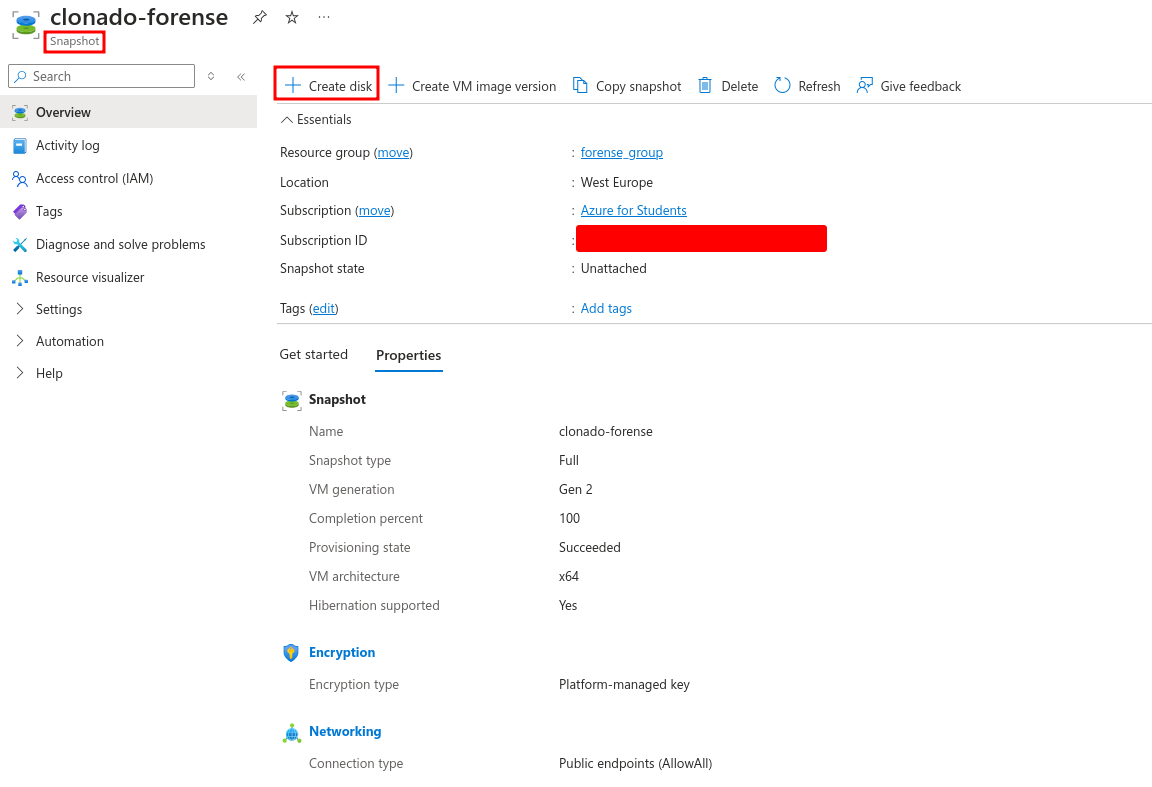 clonado-forense
Snapshot
Search
Overview
Activity log
Access control (IAM)
Tags
Diagnose and solve problems
Resource visualizer
Settings
Automation
Help
Create disk Create VM image version Copy snapshot Delete Refresh Give feedback
Essentials
Resource group (move) : forense_group
Location : West Europe
Subscription (move) : Azure for Students
Subscription ID :
Snapshot state : Unattached
Tags (edit) : Add tags
Get started Properties
Snapshot
Name clonado-forense
Snapshot type Full
VM generation Gen 2
Completion percent 100
Provisioning state Succeeded
VM architecture x64
Hibernation supported Yes
Encryption
Encryption type Platform-managed key
Networking
Connection type Public endpoints (AllowAll)